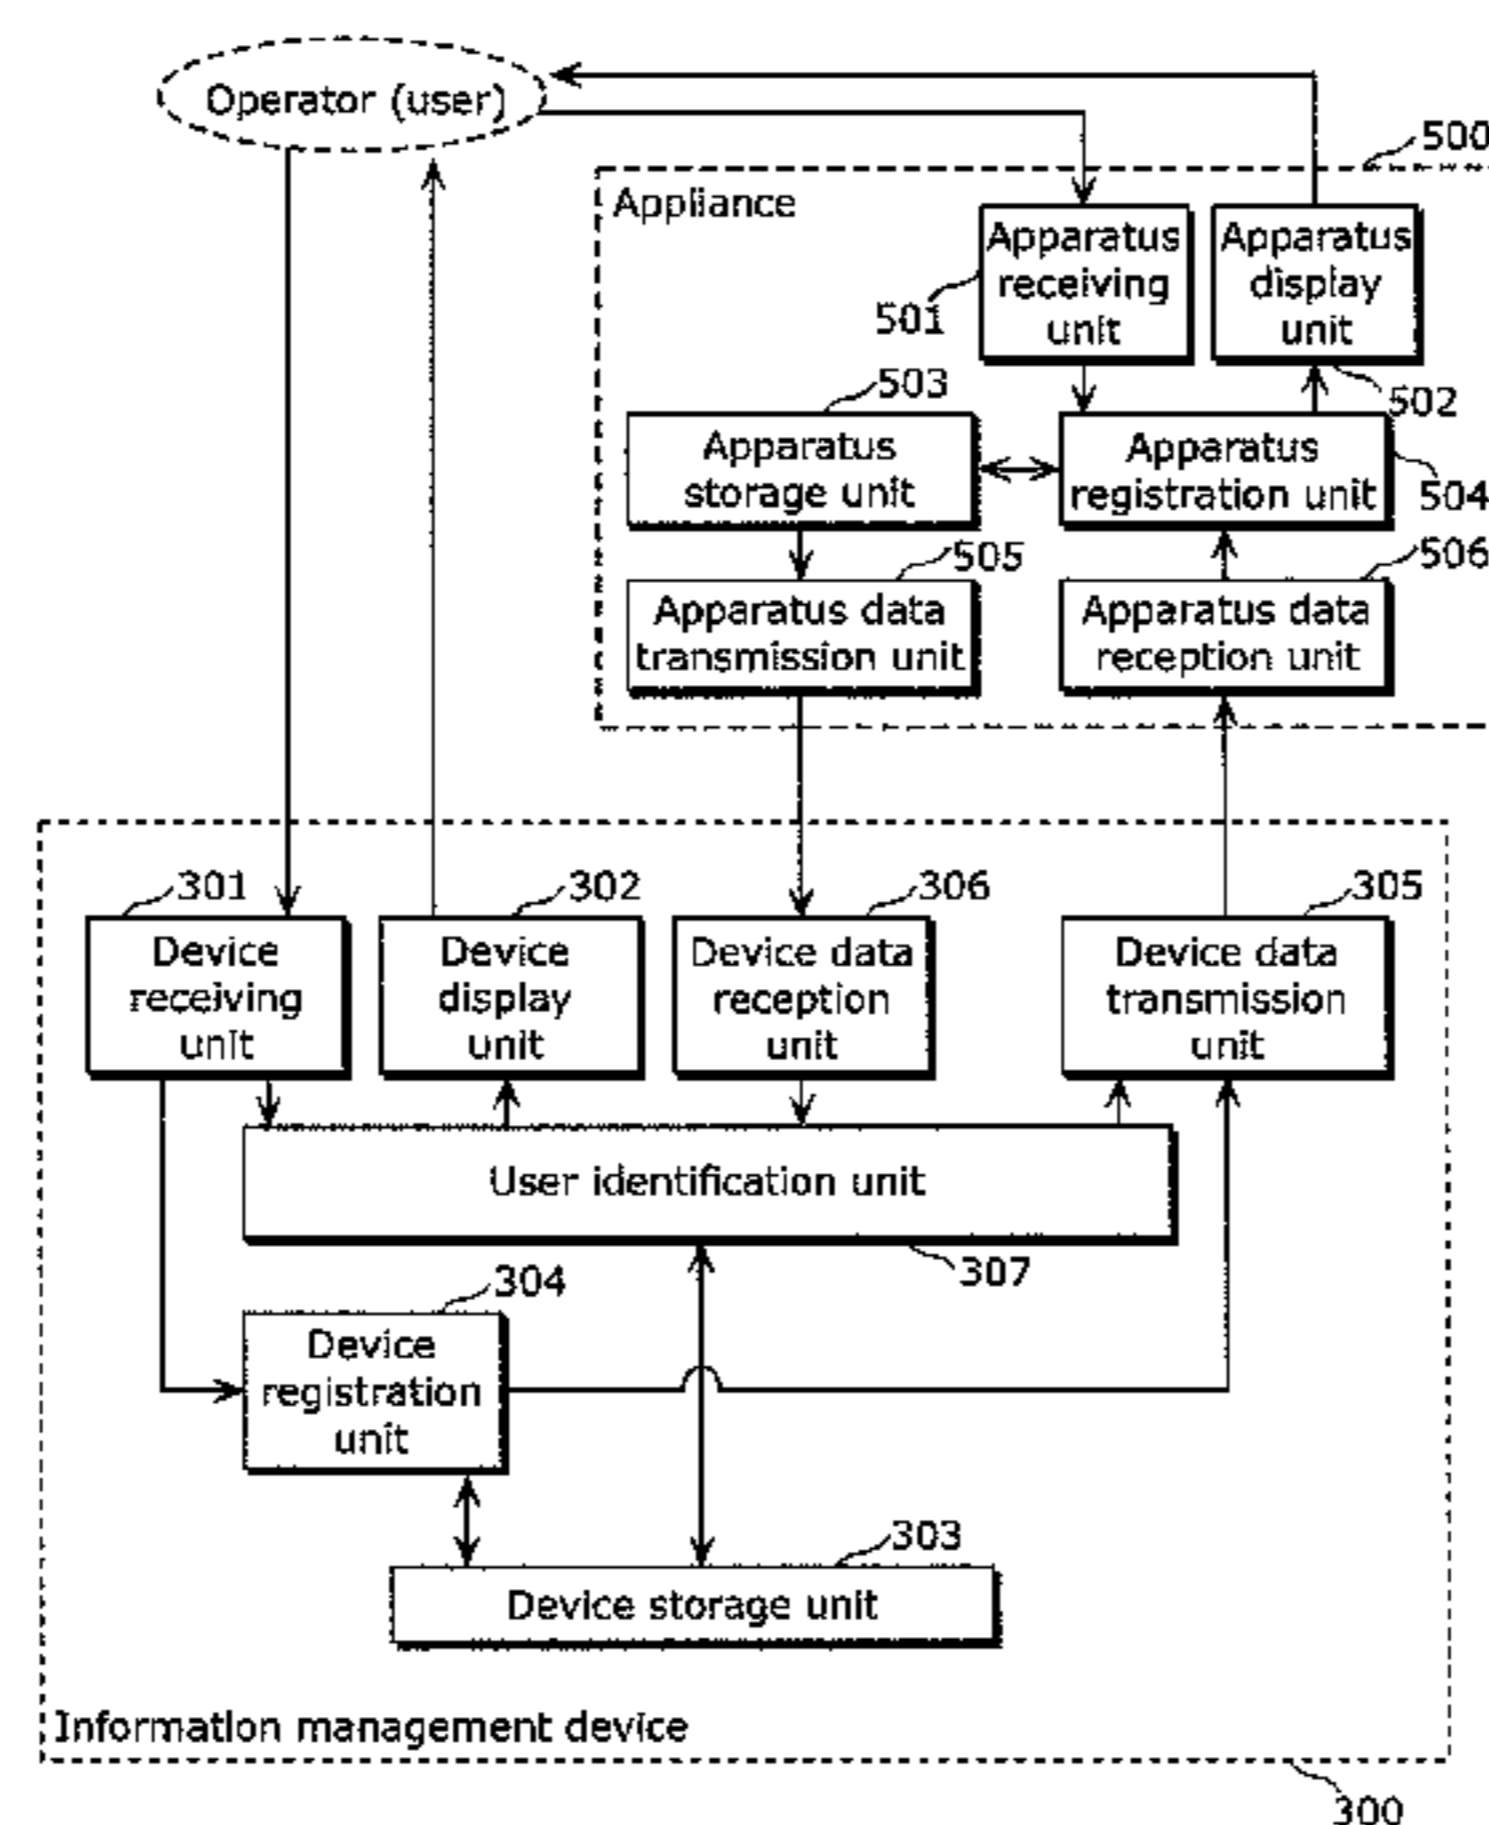 Operator (user)
500
Appliance
Apparatus
receiving
unit
501
Apparatus
display
unit
502
503
Apparatus
storage unit
Apparatus
registration unit
504
505
Apparatus data
transmission unit
506
Apparatus data
reception unit
301
Device
receiving
unit
302
Device
display
unit
306
Device data
reception
unit
305
Device data
transmission
unit
User identification unit
307
304
Device
registration
unit
303
Device storage unit
Information management device
300